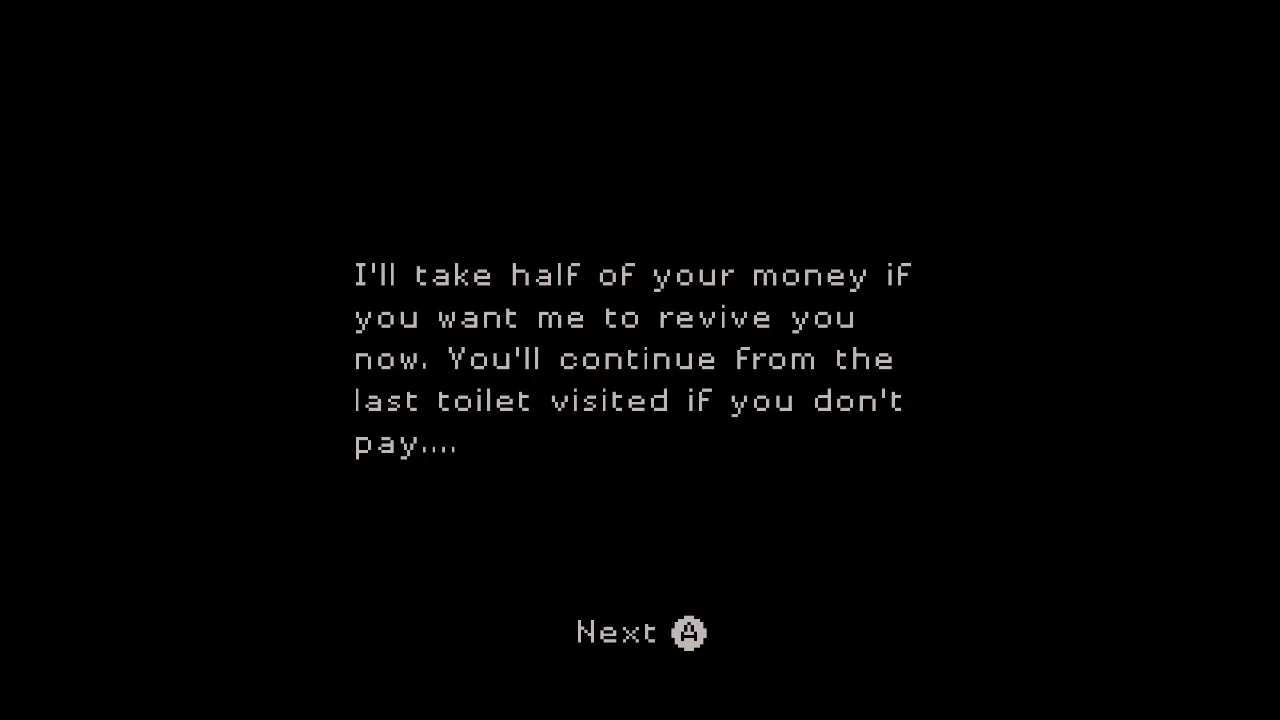 I'll take half of your money if
you want me to revive you
now. You'll continue from the
last toilet visited if you don't
pay....
Next A